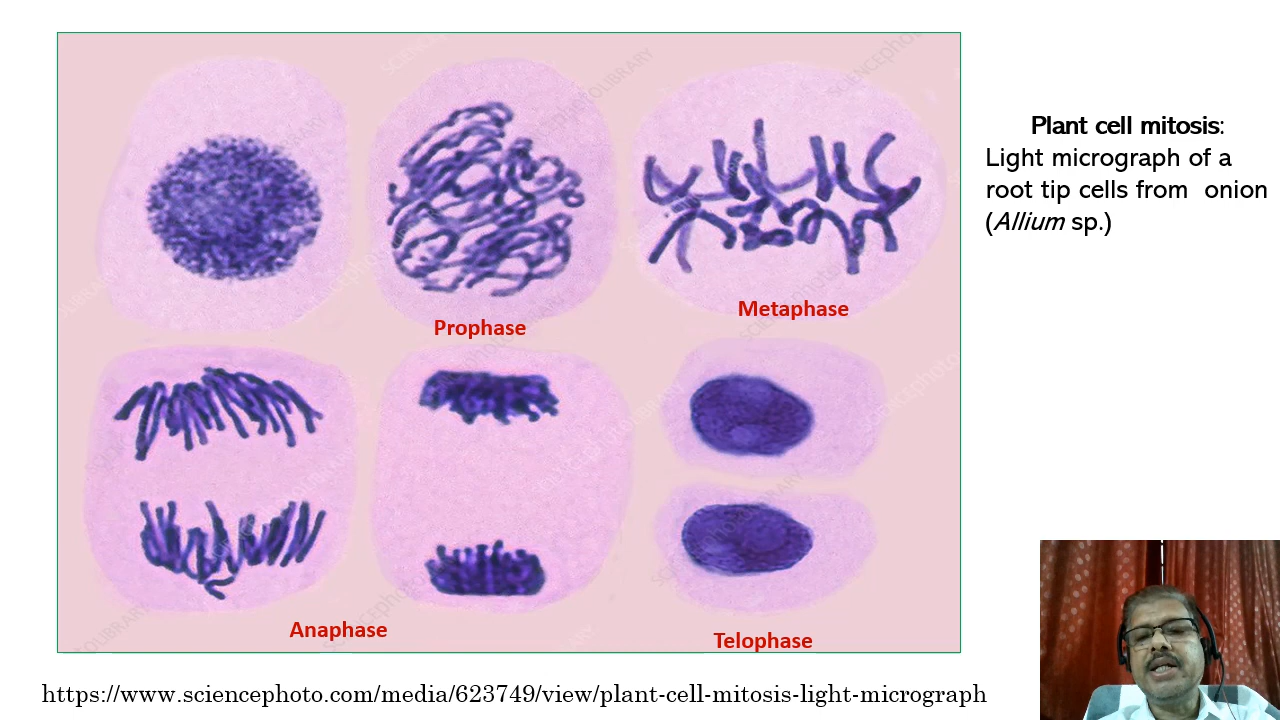 Plant cell mitosis:
Light micrograph of a
root tip cells from onion
(Allium sp.)
Prophase
Metaphase
Anaphase
Telophase
https://www.sciencephoto.com/media/623749/view/plant-cell-mitosis-light-micrograph